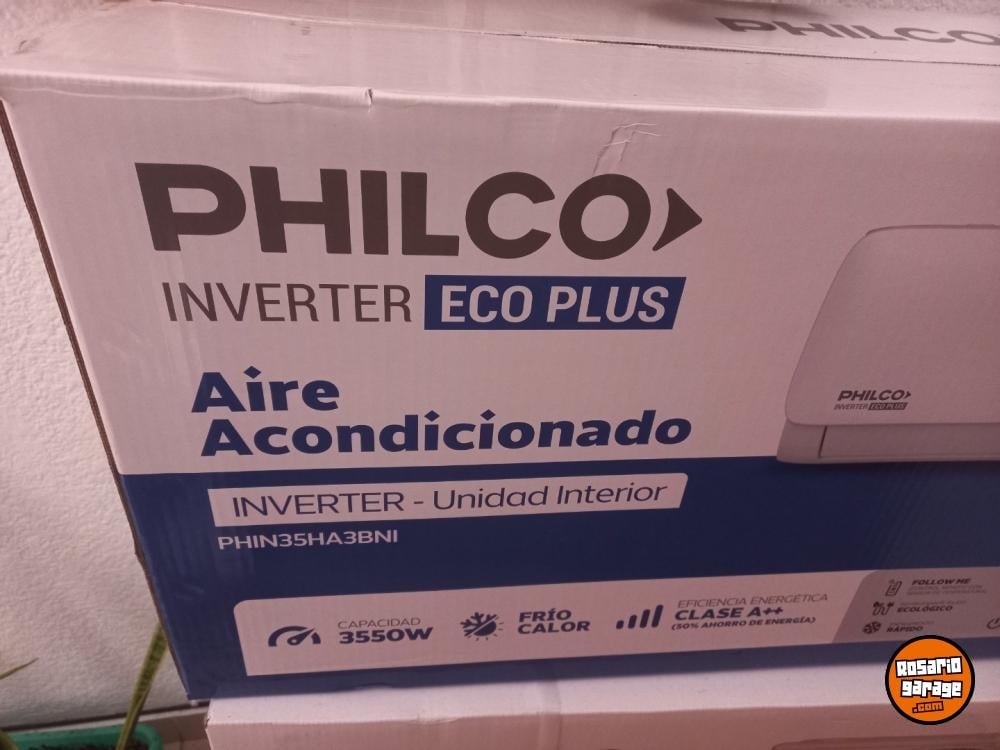 PHILCO
PHILCO
INVERTER ECO PLUS
Aire
Acondicionado
INVERTER - Unidad Interior
PHIN35HA3BNI
PHILCO
INVERTER ECO PLUS
CAPACIDAD
3550W
FRÍO
CALOR
EFICIENCIA ENERGÉTICA
CLASE A++
(50% AHORRO DE ENERGÍA)
FOLLOW ME
ECOLÓGICO
RÁPIDO
Rosario
garage
.com